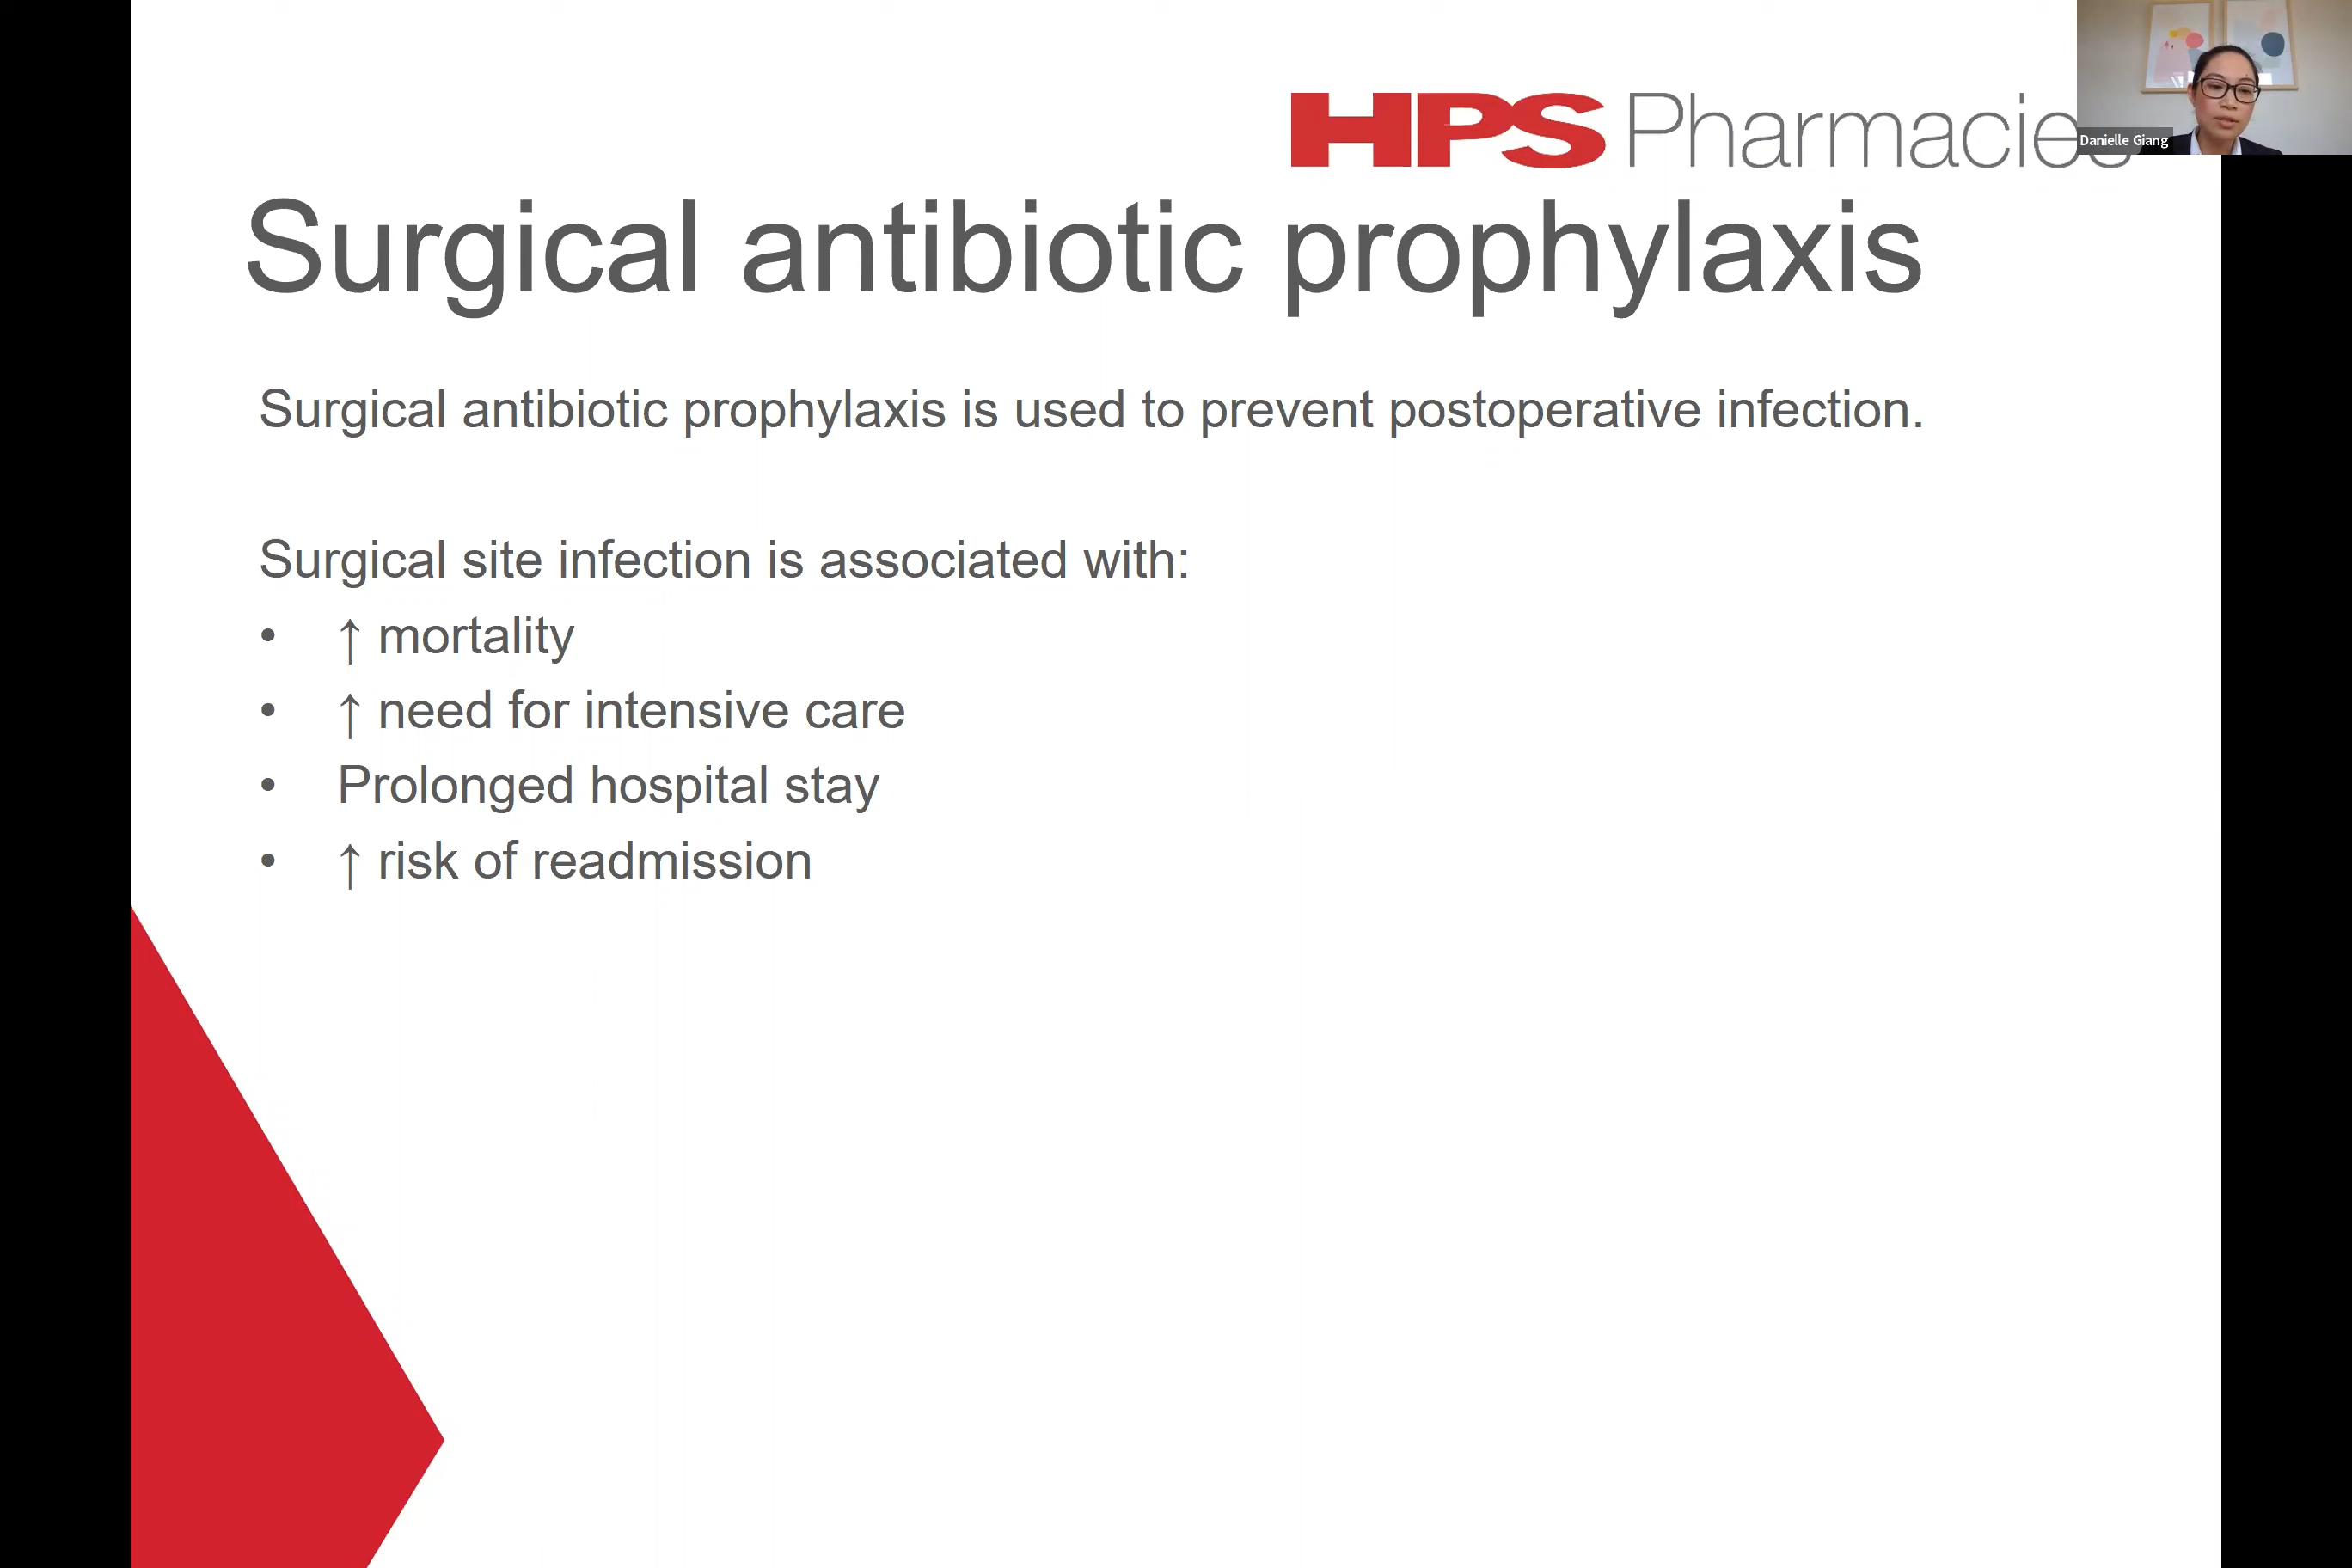 HPS Pharmacies
Danielle Giang
Surgical antibiotic prophylaxis
Surgical antibiotic prophylaxis is used to prevent postoperative infection.
Surgical site infection is associated with:
• ↑ mortality
• ↑ need for intensive care
• Prolonged hospital stay
• ↑ risk of readmission